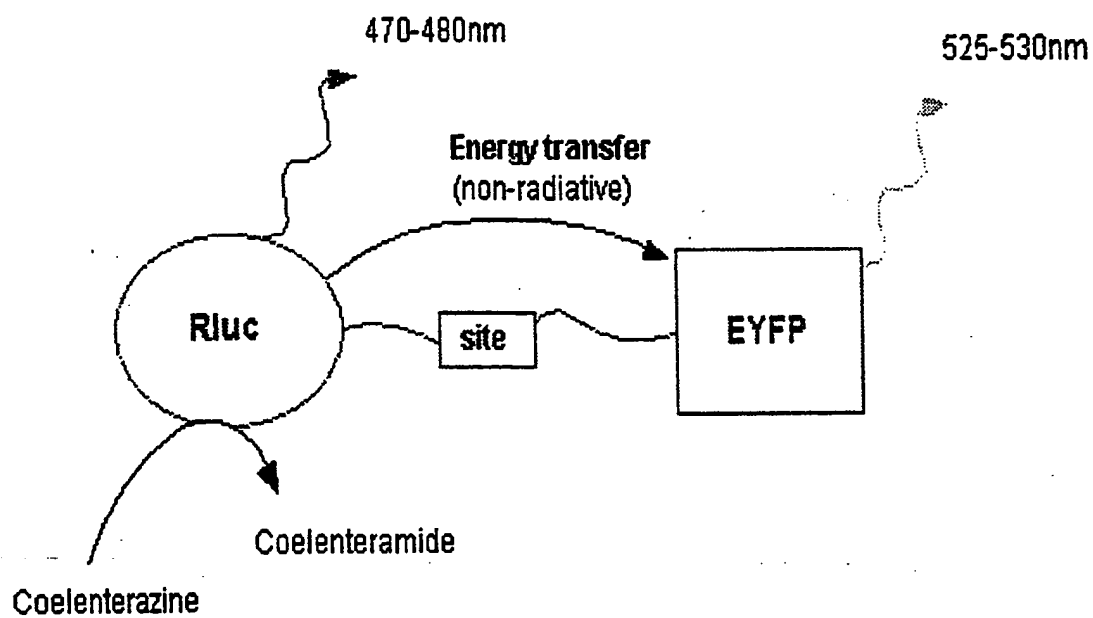 470-480nm
525-530nm
Energy transfer
(non-radiative)
Rluc
site
EYFP
Coelenteramide
Coelenterazine